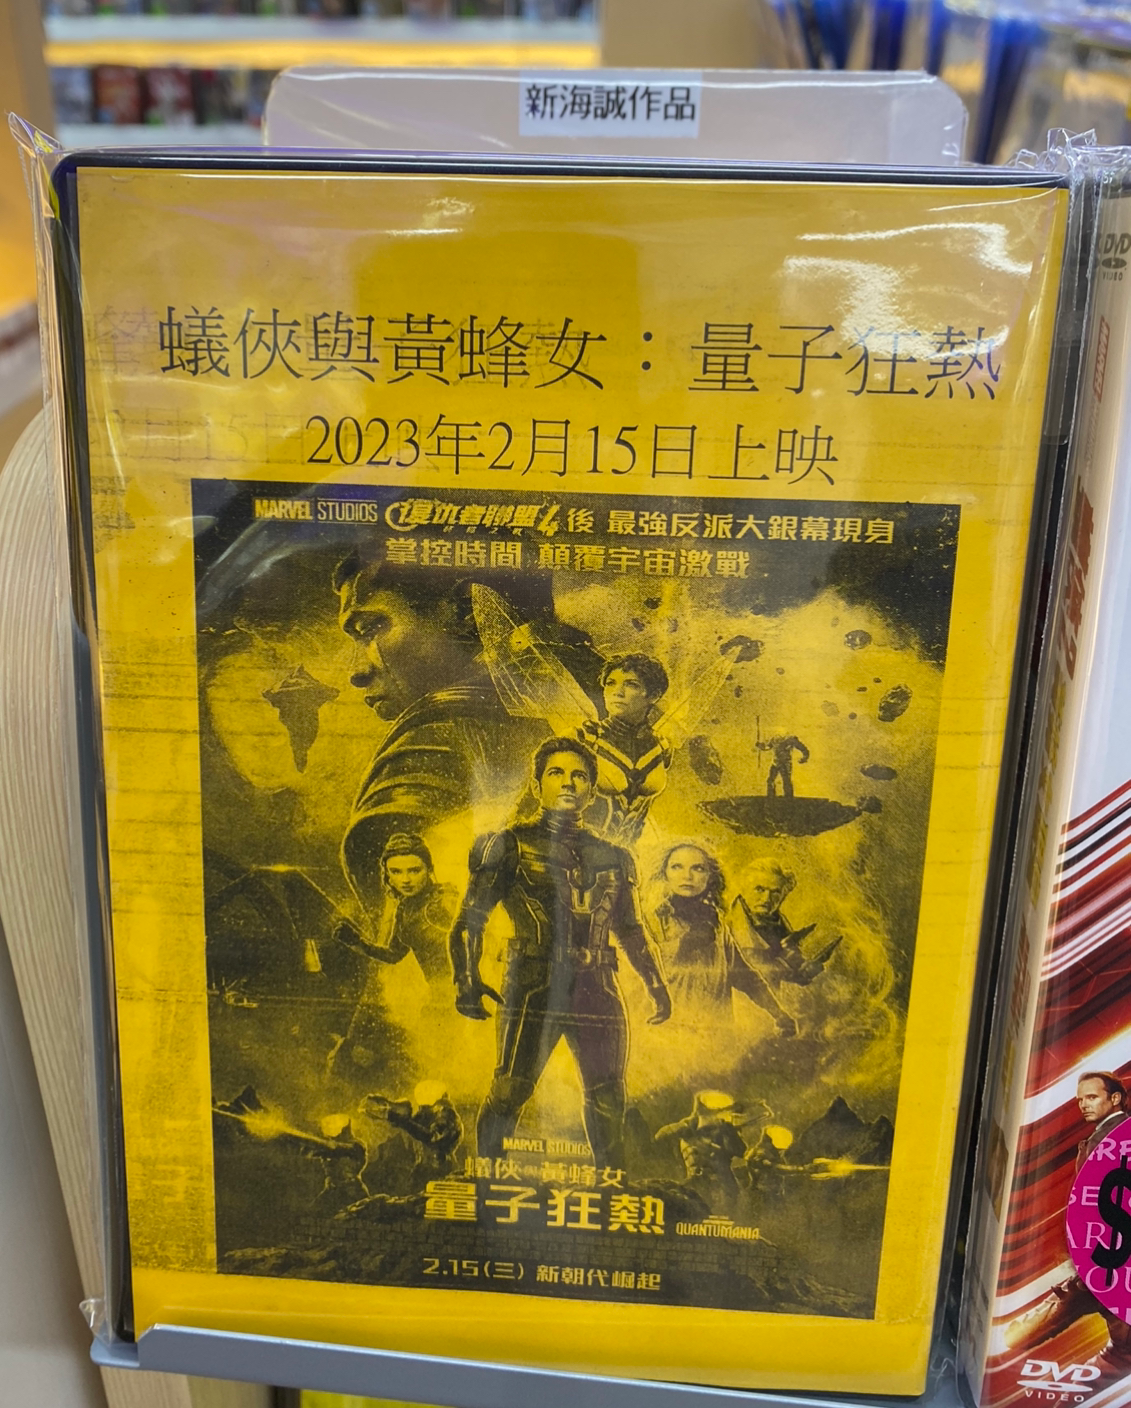 新海誠作品
蟻俠與黃蜂女：量子狂熱
2023年2月15日上映
MARVEL STUDIOS 復仇者聯盟4 後 最強反派大銀幕現身
掌控時間 顛覆宇宙激戰
MARVEL STUDIOS
蟻俠與黃蜂女
量子狂熱 QUANTUMANIA
2.15(三) 新朝代崛起
DVD
VIDEO
$
DVD
VIDEO